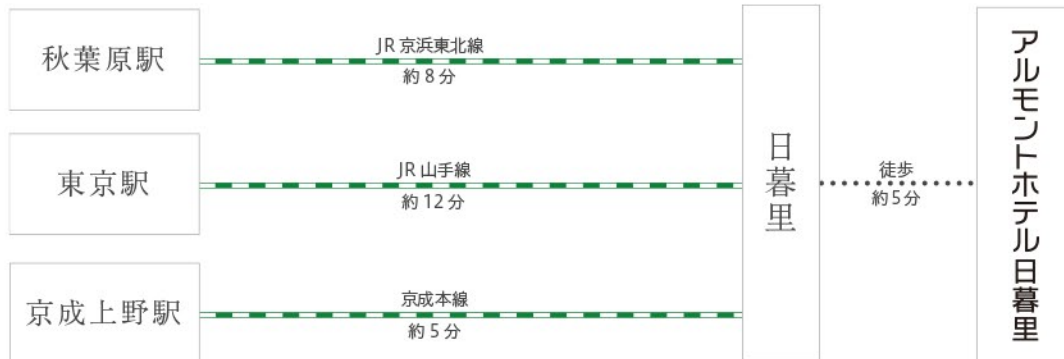 秋葉原駅
JR 京浜東北線
約 8 分
東京駅
JR 山手線
約 12 分
京成上野駅
京成本線
約 5 分
日暮里
徒歩
約 5 分
アルモントホテル日暮里